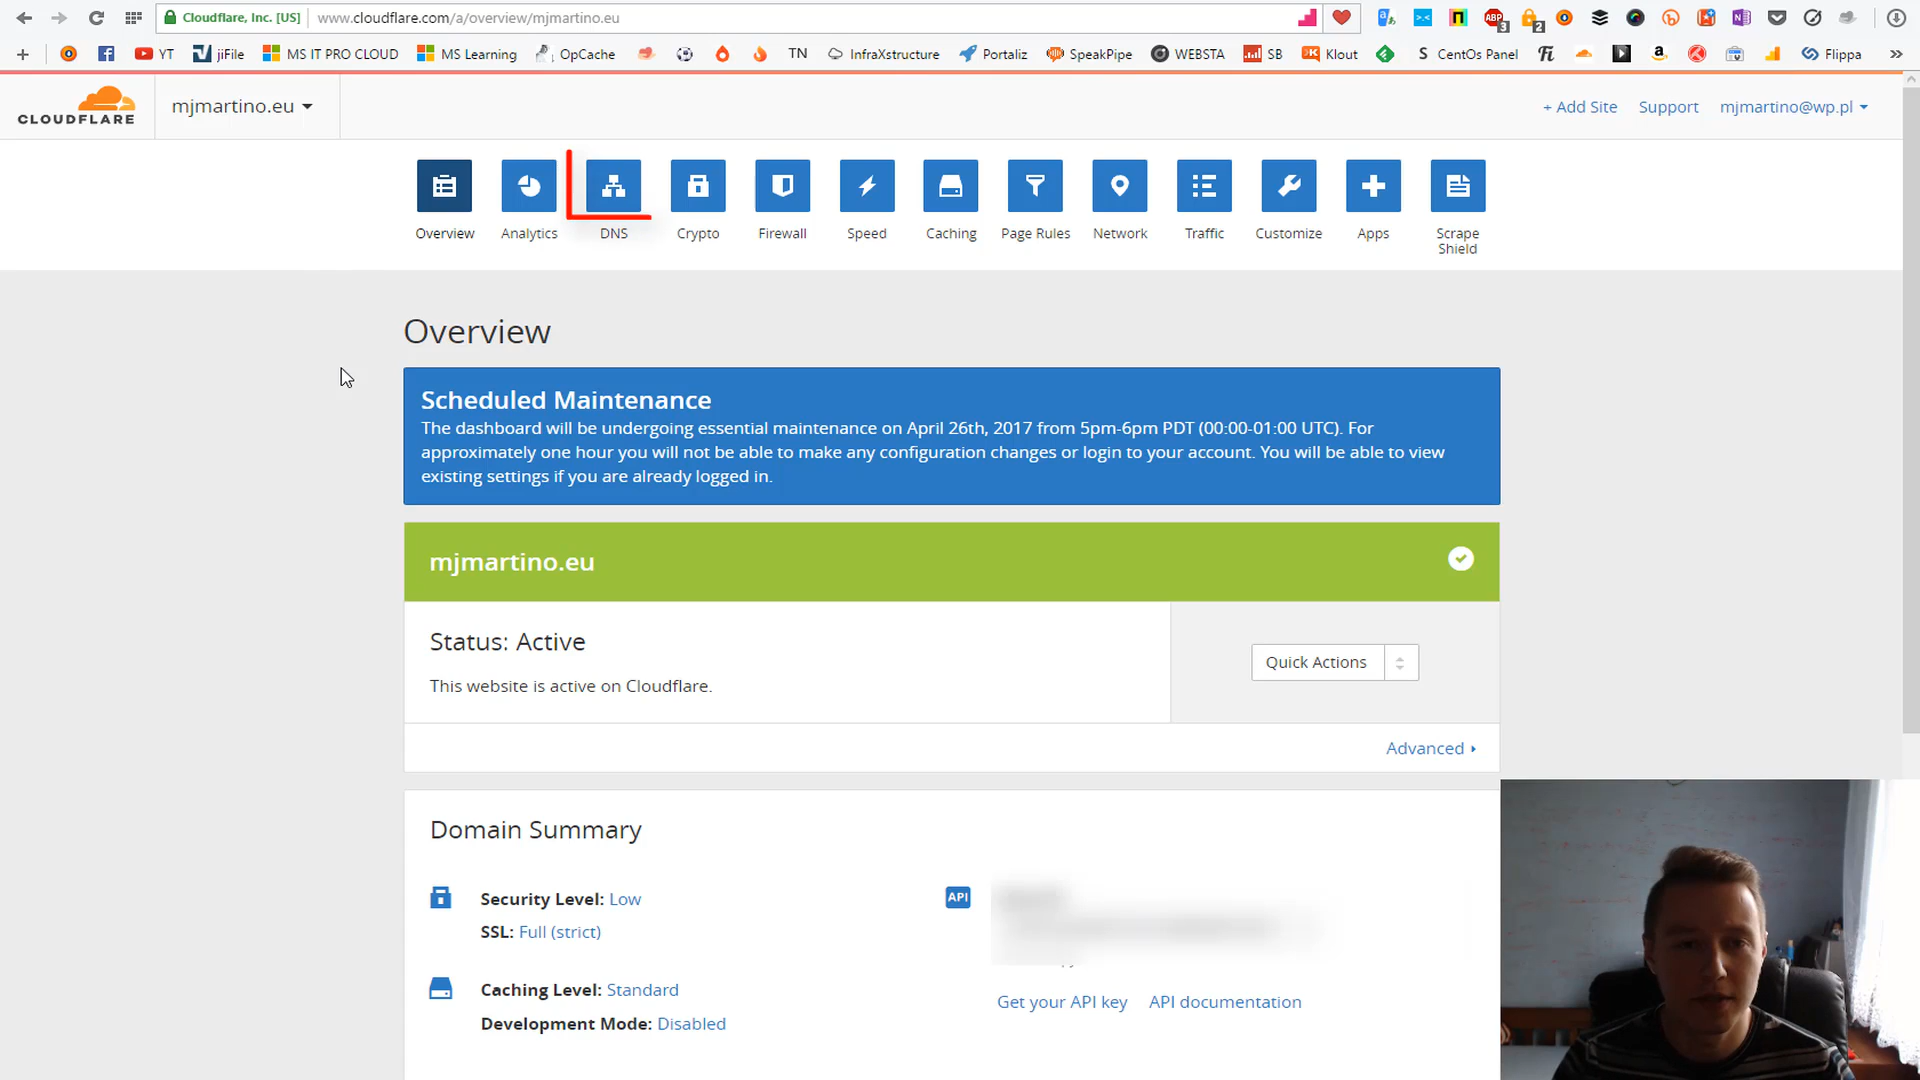 Cloudflare, Inc. [US]
www.cloudflare.com/a/overview/mjmartino.eu
ABP
3
2
YT
jiFile
MS IT PRO CLOUD
MS Learning
OpCache
TN
InfraXstructure
Portaliz
SpeakPipe
WEBSTA
SB
Klout
CentOs Panel
Flippa
CLOUDFLARE
mjmartino.eu
+ Add Site
Support
mjmartino@wp.pl
Overview
Analytics
DNS
Crypto
Firewall
Speed
Caching
Page Rules
Network
Traffic
Customize
Apps
Scrape
Shield
Overview
Scheduled Maintenance
The dashboard will be undergoing essential maintenance on April 26th, 2017 from 5pm-6pm PDT (00:00-01:00 UTC). For
approximately one hour you will not be able to make any configuration changes or login to your account. You will be able to view
existing settings if you are already logged in.
mjmartino.eu
Status: Active
This website is active on Cloudflare.
Quick Actions
Advanced
Domain Summary
Security Level: Low
SSL: Full (strict)
API
Caching Level: Standard
Development Mode: Disabled
Get your API key
API documentation